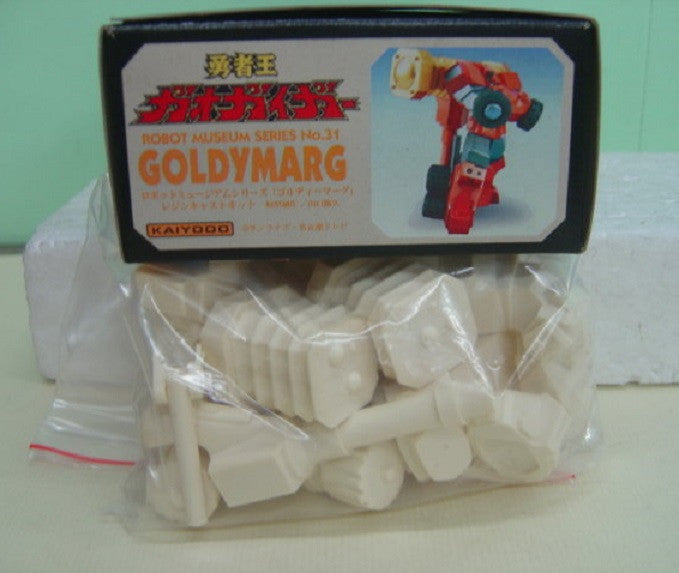 勇者王
ガオガイガー
ROBOT MUSEUM SERIES No.31
GOLDYMARG
ロボットミュージアムシリーズ「ゴルディーマーグ」
レジンキャストキット
KAIYODO